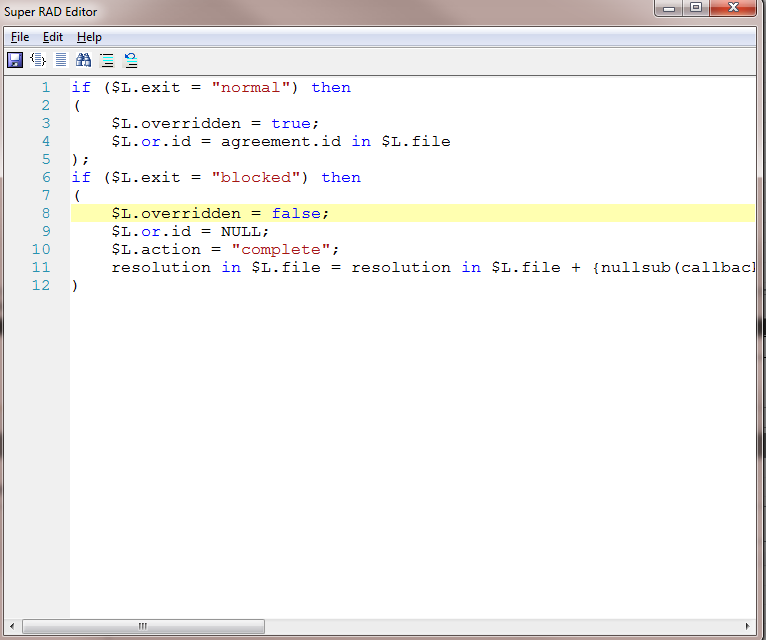 Super RAD Editor
File Edit Help
1 if ($L.exit = "normal") then
2 (
3     $L.overridden = true;
4     $L.or.id = agreement.id in $L.file
5 );
6 if ($L.exit = "blocked") then
7 (
8     $L.overridden = false;
9     $L.or.id = NULL;
10     $L.action = "complete";
11     resolution in $L.file = resolution in $L.file + {nullsub(callback
12 )